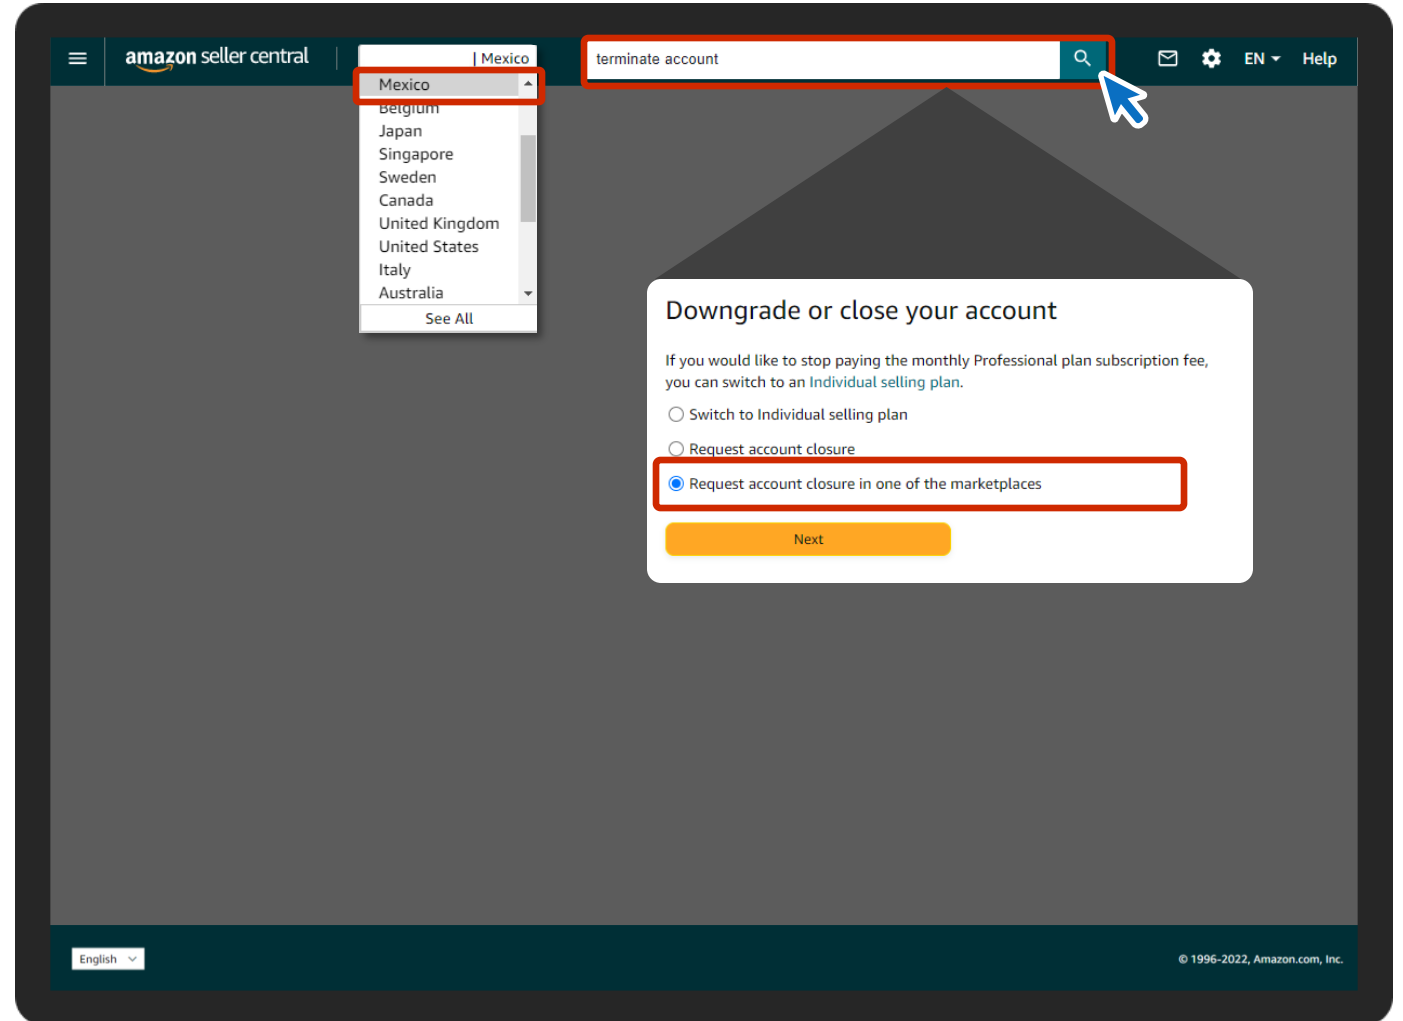 amazon seller central
| Mexico
terminate account
EN
Help
Mexico
Belgium
Japan
Singapore
Sweden
Canada
United Kingdom
United States
Italy
Australia
See All
Downgrade or close your account
If you would like to stop paying the monthly Professional plan subscription fee,
you can switch to an Individual selling plan.
Switch to Individual selling plan
Request account closure
Request account closure in one of the marketplaces
Next
English
© 1996-2022, Amazon.com, Inc.